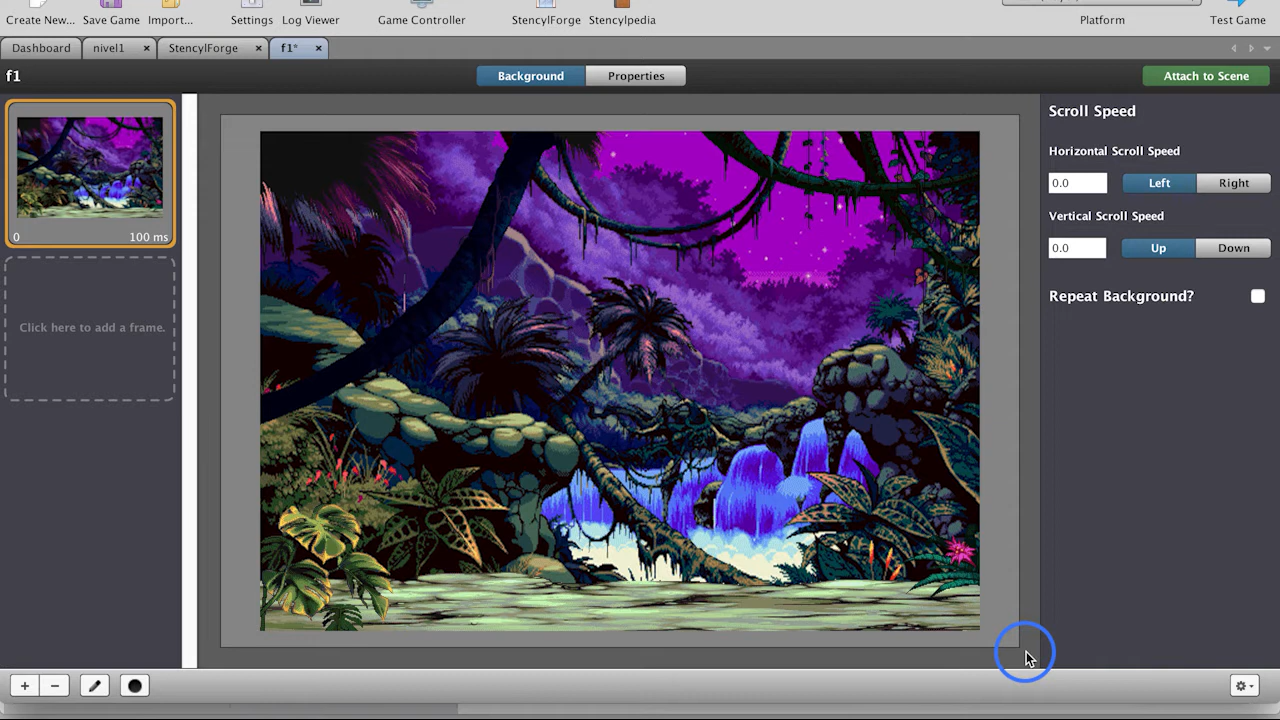 Create New... Save Game Import... Settings Log Viewer Game Controller StencylForge Stencylpedia Platform Test Game
Dashboard nivel1 × StencylForge × f1* ×
f1 Background Properties Attach to Scene
0 100 ms
Click here to add a frame.
Scroll Speed
Horizontal Scroll Speed
0.0 Left Right
Vertical Scroll Speed
0.0 Up Down
Repeat Background?